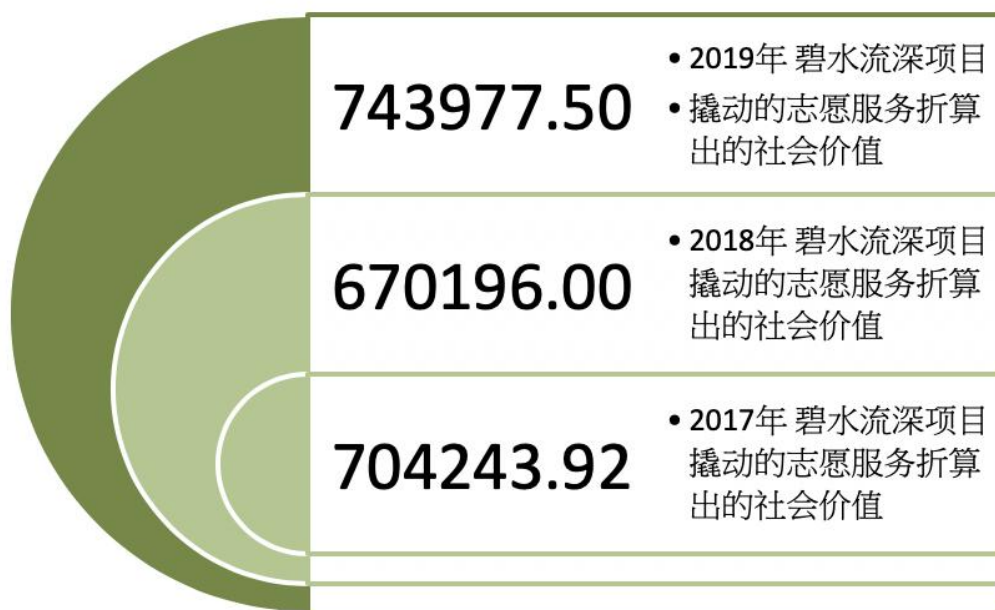 743977.50
• 2019年 碧水流深项目
• 撬动的志愿服务折算
出的社会价值
670196.00
• 2018年 碧水流深项目
撬动的志愿服务折算
出的社会价值
704243.92
• 2017年 碧水流深项目
撬动的志愿服务折算
出的社会价值